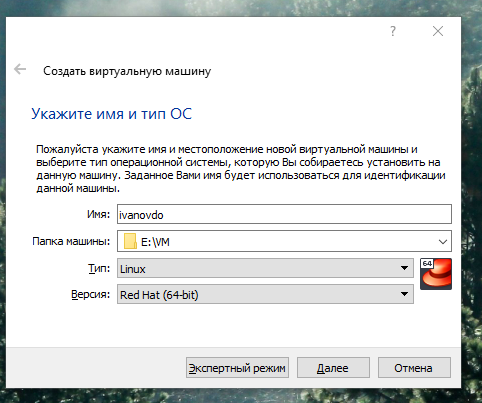 ?
Создать виртуальную машину
Укажите имя и тип ОС
Пожалуйста укажите имя и местоположение новой виртуальной машины и
выберите тип операционной системы, которую Вы собираетесь установить на
данную машину. Заданное Вами имя будет использоваться для идентификации
данной машины.
Имя: ivanovdo
Папка машины: E:\VM
Тип: Linux 64
Версия: Red Hat (64-bit)
Экспертный режим Далее Отмена